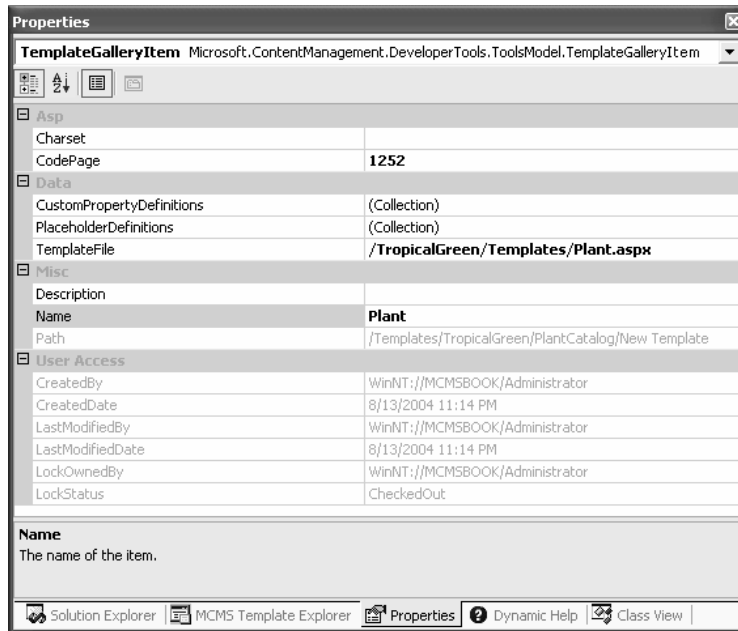 Properties
TemplateGalleryItem Microsoft.ContentManagement.DeveloperTools.ToolsModel.TemplateGalleryItem
Asp
Charset
CodePage 1252
Data
CustomPropertyDefinitions (Collection)
PlaceholderDefinitions (Collection)
TemplateFile /TropicalGreen/Templates/Plant.aspx
Misc
Description
Name Plant
Path /Templates/TropicalGreen/PlantCatalog/New Template
User Access
CreatedBy WinNT://MCMSBOOK/Administrator
CreatedDate 8/13/2004 11:14 PM
LastModifiedBy WinNT://MCMSBOOK/Administrator
LastModifiedDate 8/13/2004 11:14 PM
LockOwnedBy WinNT://MCMSBOOK/Administrator
LockStatus CheckedOut
Name
The name of the item.
Solution Explorer MCMS Template Explorer Properties Dynamic Help Class View